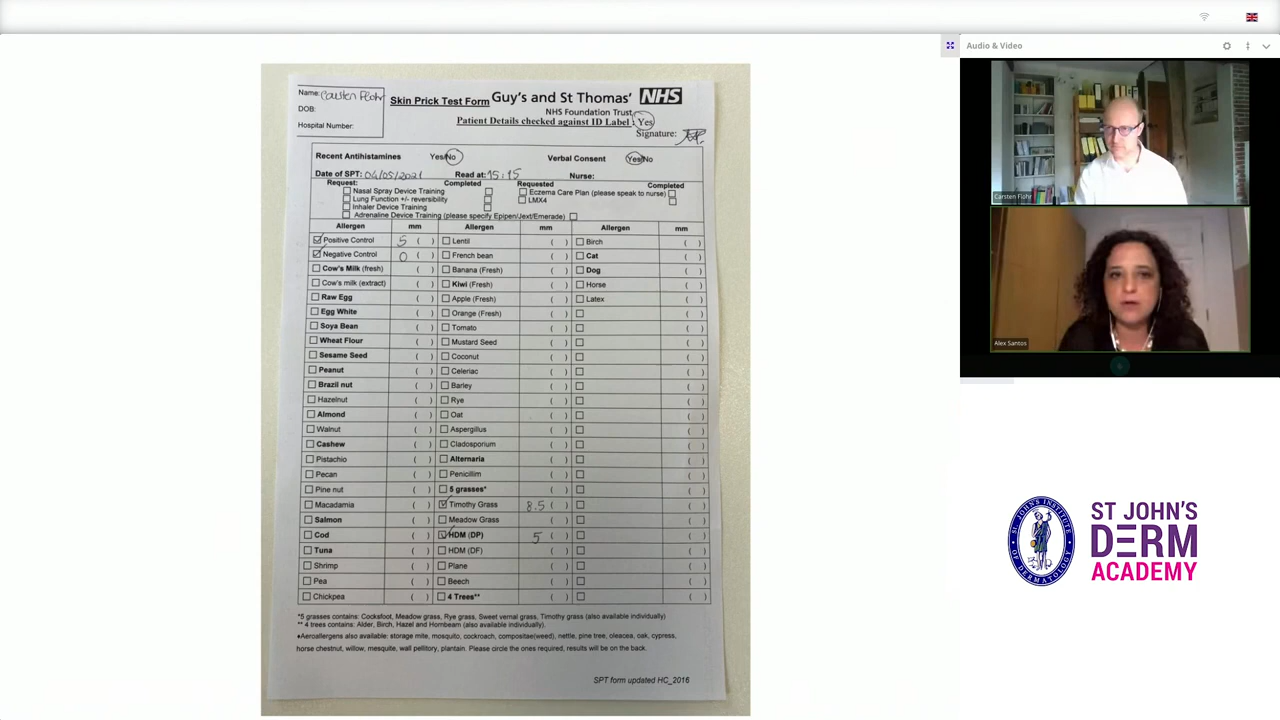 Audio & Video
Name: Carsten Flohr
DOB:
Hospital Number:
Skin Prick Test Form
Guy's and St Thomas' NHS
NHS Foundation Trust
Patient Details checked against ID Label : Yes
Signature:
Recent Antihistamines Yes/No Verbal Consent Yes/No
Date of SPT: 04/05/2021 Read at: 15:15 Nurse:
Request: Completed Requested Completed
Nasal Spray Device Training Eczema Care Plan (please speak to nurse)
Lung Function +/- reversibility LMX4
Inhaler Device Training
Adrenaline Device Training (please specify Epipen/Jext/Emerade)
Allergen mm Allergen mm Allergen mm
Positive Control 5 ( ) Lentil ( ) Birch ( )
Negative Control 0 ( ) French bean ( ) Cat ( )
Cow's Milk (fresh) ( ) Banana (Fresh) ( ) Dog ( )
Cow's milk (extract) ( ) Kiwi (Fresh) ( ) Horse ( )
Raw Egg ( ) Apple (Fresh) ( ) Latex ( )
Egg White ( ) Orange (Fresh) ( ) ( )
Soya Bean ( ) Tomato ( ) ( )
Wheat Flour ( ) Mustard Seed ( ) ( )
Sesame Seed ( ) Coconut ( ) ( )
Peanut ( ) Celeriac ( ) ( )
Brazil nut ( ) Barley ( ) ( )
Hazelnut ( ) Rye ( ) ( )
Almond ( ) Oat ( ) ( )
Walnut ( ) Aspergillus ( ) ( )
Cashew ( ) Cladosporium ( ) ( )
Pistachio ( ) Alternaria ( ) ( )
Pecan ( ) Penicillim ( ) ( )
Pine nut ( ) 5 grasses* ( ) ( )
Macadamia ( ) Timothy Grass 8.5 ( ) ( )
Salmon ( ) Meadow Grass ( ) ( )
Cod ( ) HDM (DP) 5 ( ) ( )
Tuna ( ) HDM (DF) ( ) ( )
Shrimp ( ) Plane ( ) ( )
Pea ( ) Beech ( ) ( )
Chickpea ( ) 4 Trees** ( ) ( )
*5 grasses contains: Cocksfoot, Meadow grass, Rye grass, Sweet vernal grass, Timothy grass (also available individually)
** 4 trees contains: Alder, Birch, Hazel and Hornbeam (also available individually).
♦Aeroallergens also available: storage mite, mosquito, cockroach, compositae(weed), nettle, pine tree, oleacea, oak, cypress,
horse chestnut, willow, mesquite, wall pellitory, plantain. Please circle the ones required, results will be on the back.
SPT form updated HC_2016
Carsten Flohr
Alex Santos
ST JOHN'S INSTITUTE OF DERMATOLOGY
ST JOHN'S
DERM
ACADEMY